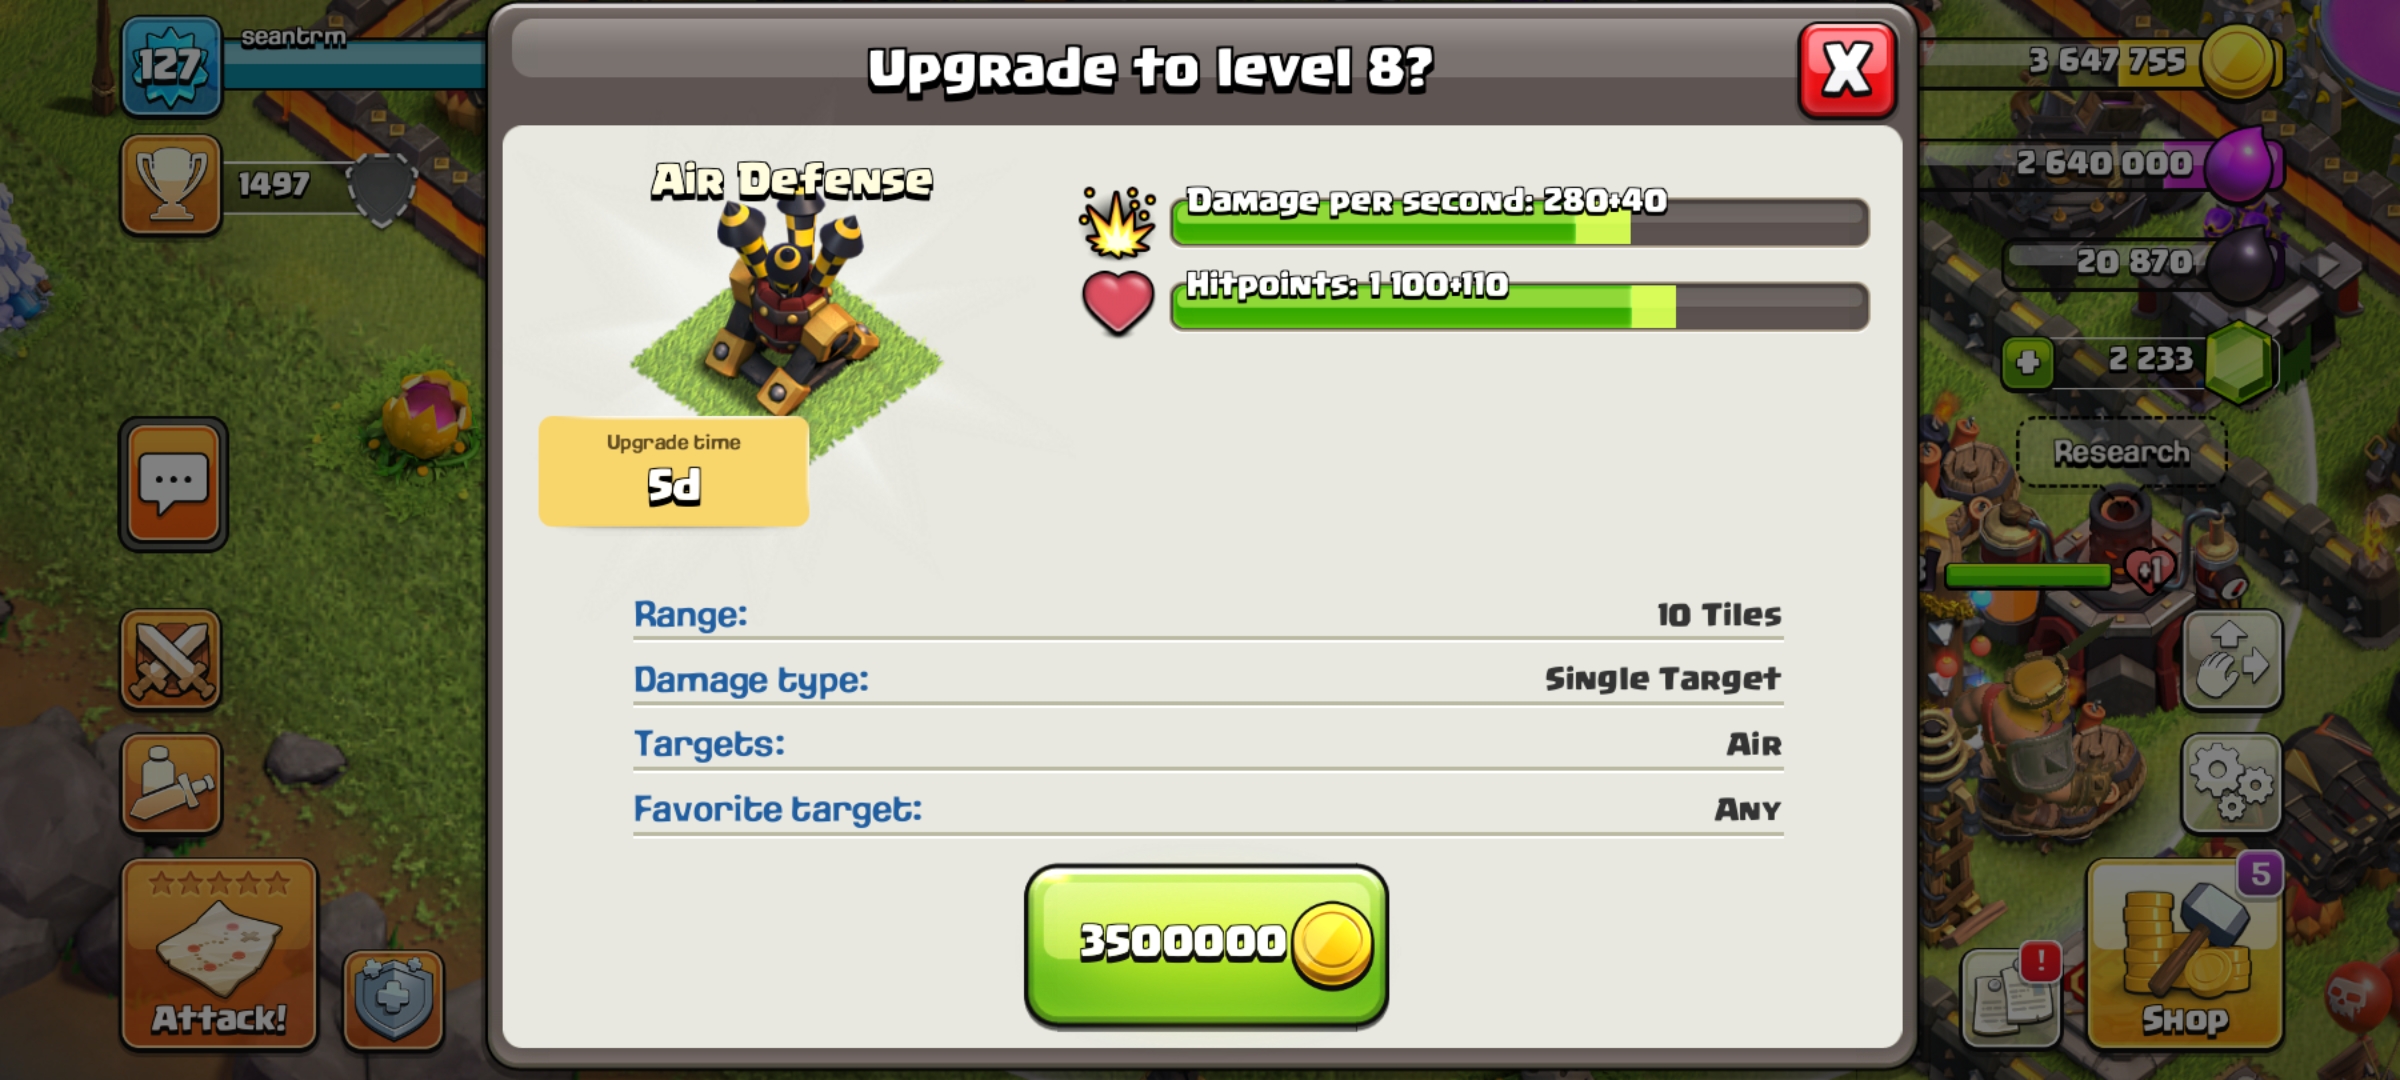 127
seantrm
1497
Upgrade to level 8?
X
Air Defense
Damage per second: 280+40
Hitpoints: 1 100+110
Upgrade time
5d
Range: 10 Tiles
Damage type: Single Target
Targets: Air
Favorite target: Any
3500000
3 647 755
2 640 000
20 870
+ 2 233
Research
+1
5
!
Shop
Attack!